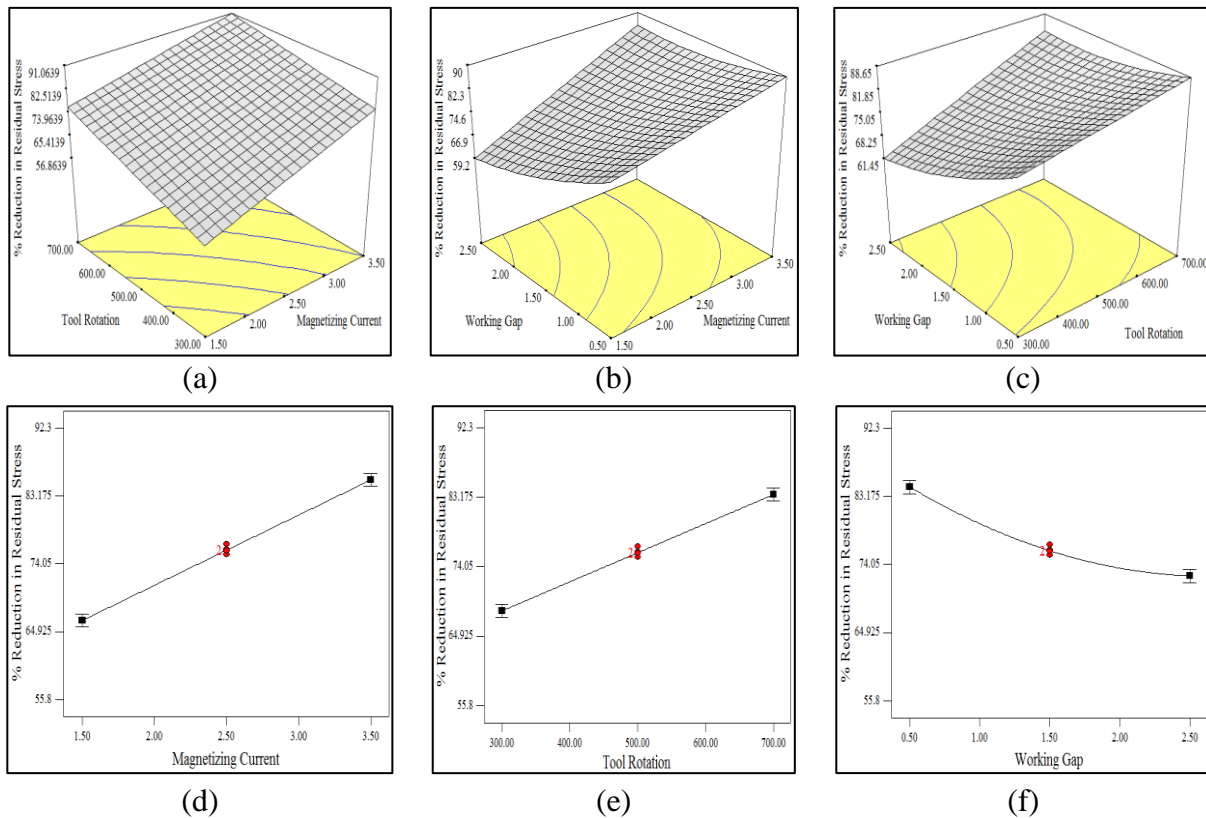 % Reduction in Residual Stress
91.0639
82.5139
73.9639
65.4139
56.8639
700.00
600.00
500.00
400.00
300.00
Tool Rotation
1.50
2.00
2.50
3.00
3.50
Magnetizing Current
(a)
% Reduction in Residual Stress
90
82.3
74.6
66.9
59.2
2.50
2.00
1.50
1.00
0.50
Working Gap
1.50
2.00
2.50
3.00
3.50
Magnetizing Current
(b)
% Reduction in Residual Stress
88.65
81.85
75.05
68.25
61.45
2.50
2.00
1.50
1.00
0.50
Working Gap
300.00
400.00
500.00
600.00
700.00
Tool Rotation
(c)
% Reduction in Residual Stress
92.3
83.175
74.05
64.925
55.8
2
1.50 2.00 2.50 3.00 3.50
Magnetizing Current
(d)
% Reduction in Residual Stress
92.3
83.175
74.05
64.925
55.8
2
300.00 400.00 500.00 600.00 700.00
Tool Rotation
(e)
% Reduction in Residual Stress
92.3
83.175
74.05
64.925
55.8
2
0.50 1.00 1.50 2.00 2.50
Working Gap
(f)